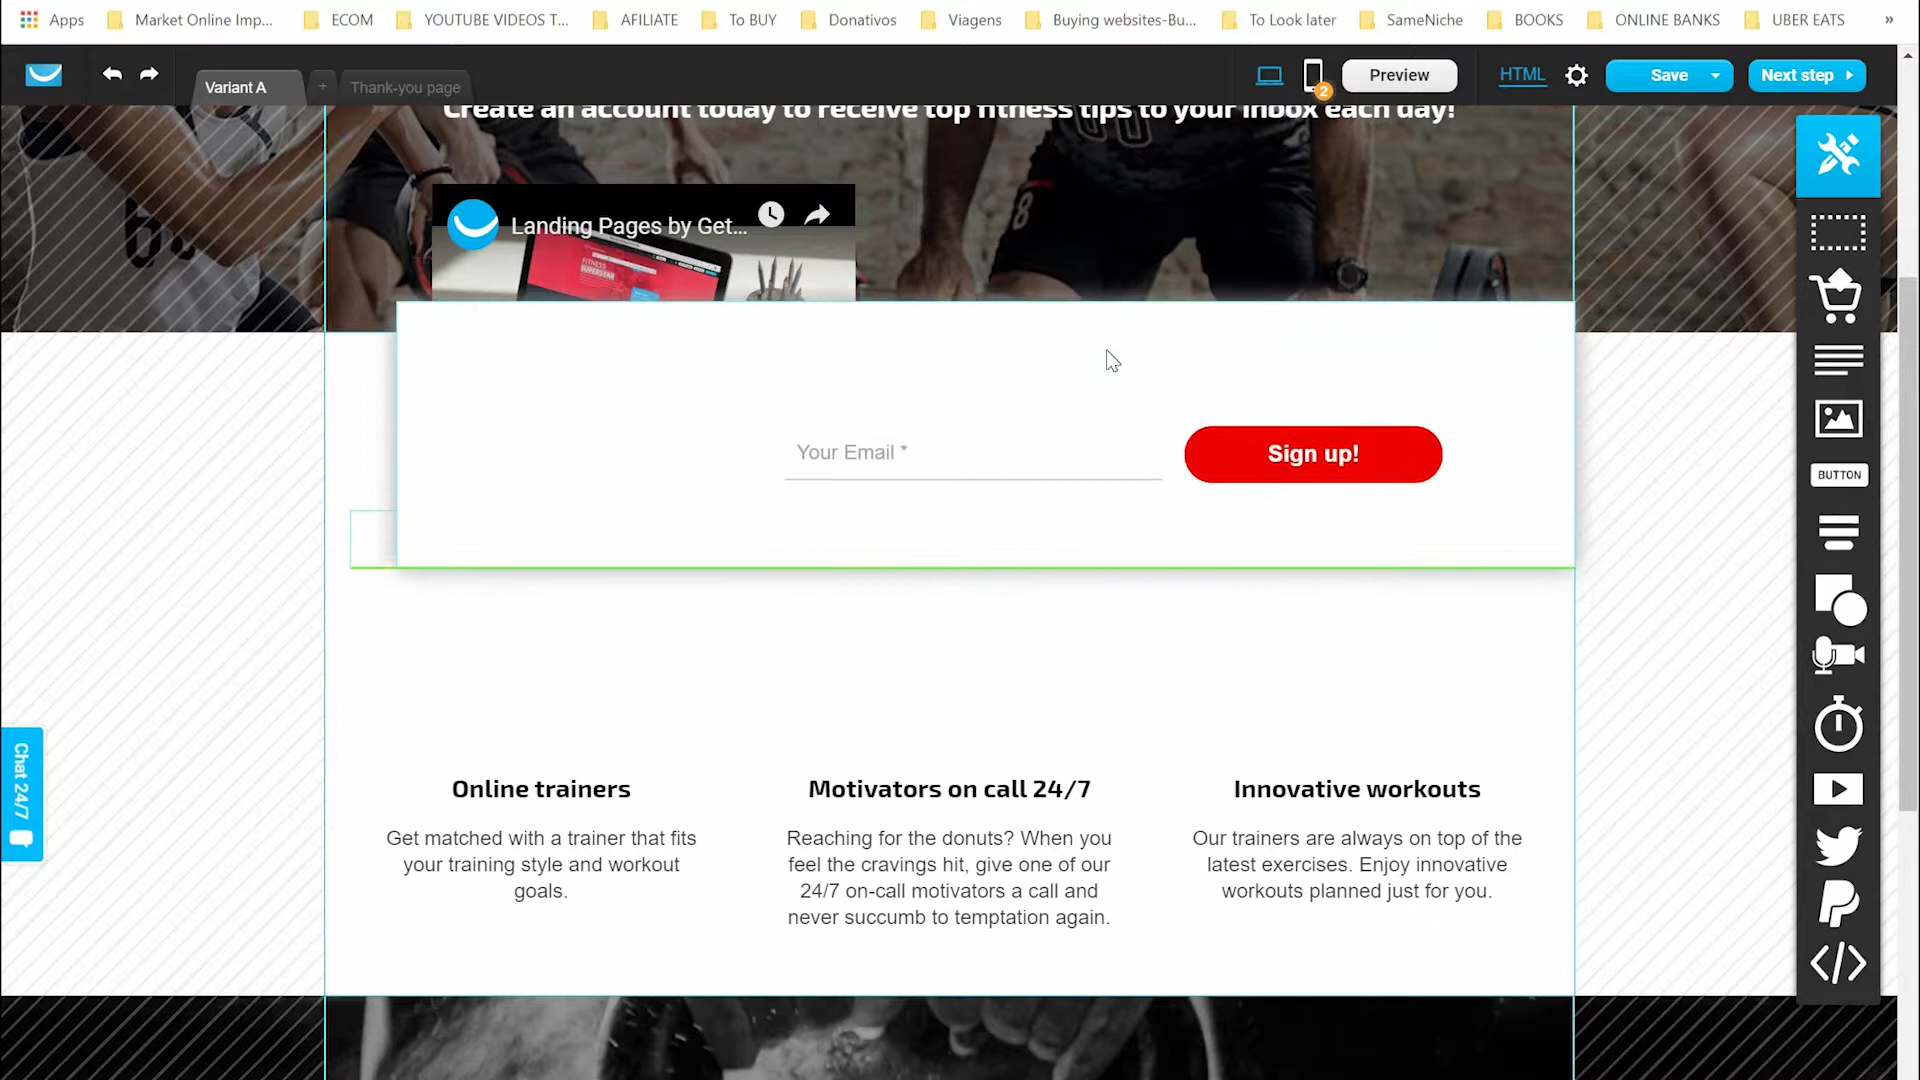 Apps
Market Online Imp...
ECOM
YOUTUBE VIDEOS T...
AFILIATE
To BUY
Donativos
Viagens
Buying websites-Bu...
To Look later
SameNiche
BOOKS
ONLINE BANKS
UBER EATS
»
Variant A
+
Thank-you page
2
Preview
HTML
Save
Next step
Create an account today to receive top fitness tips to your inbox each day!
Landing Pages by Get...
FITNESS
SUPERSTAR
8
Your Email *
Sign up!
BUTTON
Chat 24/7
Online trainers
Get matched with a trainer that fits
your training style and workout
goals.
Motivators on call 24/7
Reaching for the donuts? When you
feel the cravings hit, give one of our
24/7 on-call motivators a call and
never succumb to temptation again.
Innovative workouts
Our trainers are always on top of the
latest exercises. Enjoy innovative
workouts planned just for you.